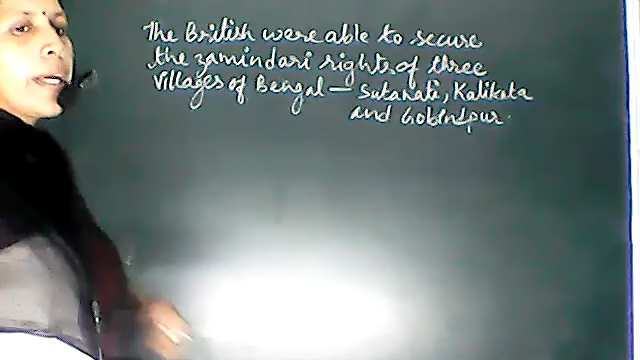 The British were able to secure
the zamindari rights of three
villages of Bengal — Sutanati, Kalikata
and Gobindpur.